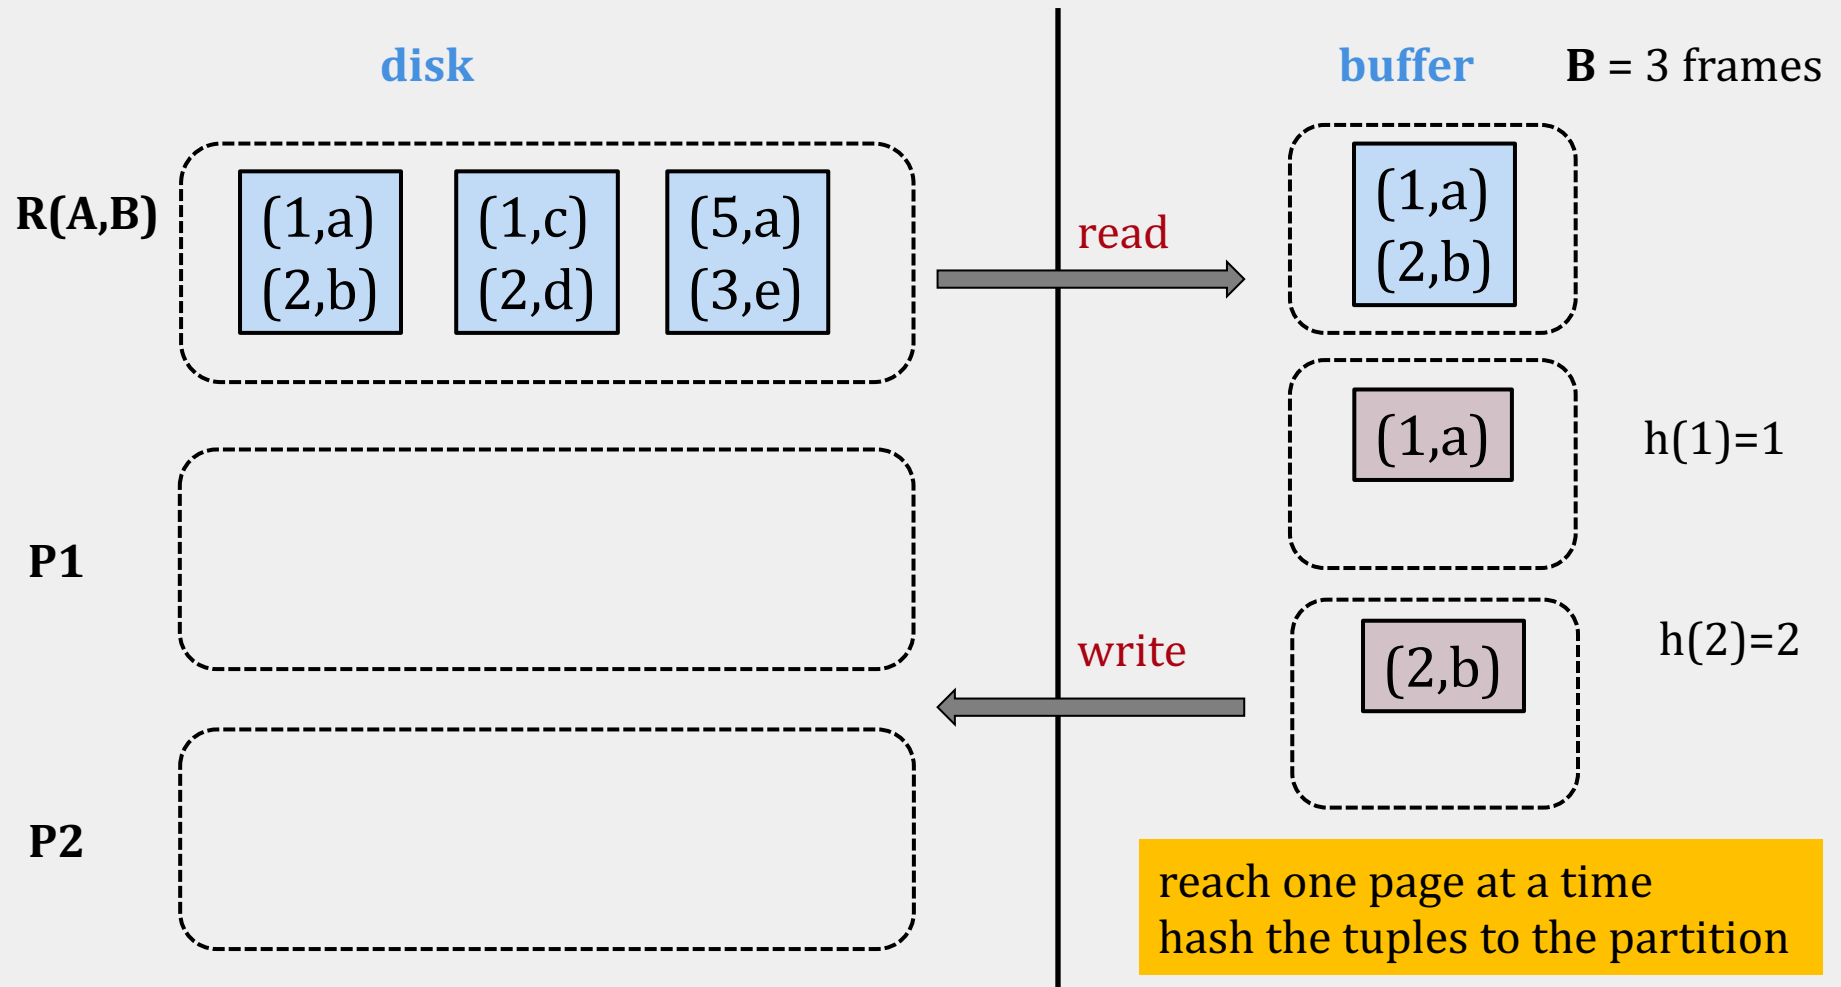 disk
buffer
B = 3 frames
R(A,B)
(1,a)
(2,b)
(1,c)
(2,d)
(5,a)
(3,e)
read
(1,a)
(2,b)
(1,a)
h(1)=1
P1
write
(2,b)
h(2)=2
P2
reach one page at a time
hash the tuples to the partition